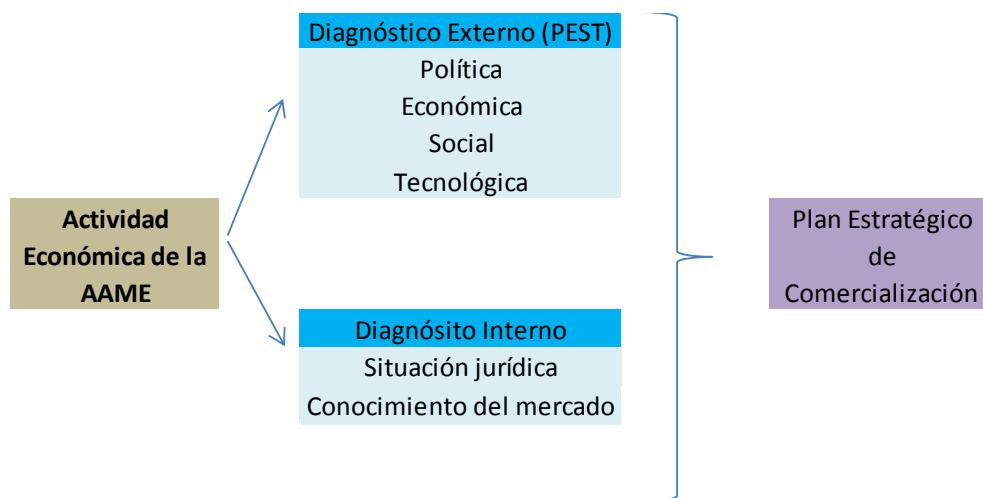 Diagnóstico Externo (PEST)
Política
Económica
Social
Tecnológica
Actividad
Económica de la
AAME
Diagnósito Interno
Situación jurídica
Conocimiento del mercado
Plan Estratégico
de
Comercialización